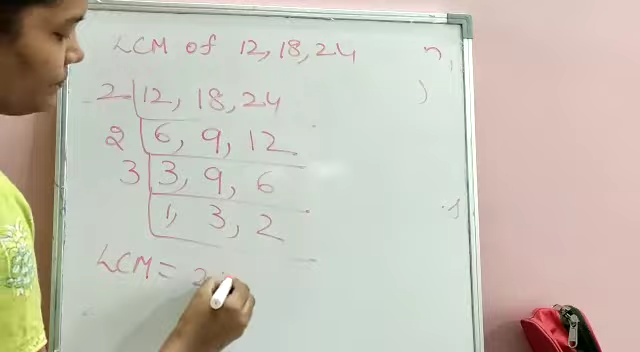 LCM of 12, 18, 24
2 12, 18, 24
2 6, 9, 12
3 3, 9, 6
1, 3, 2
LCM = 2